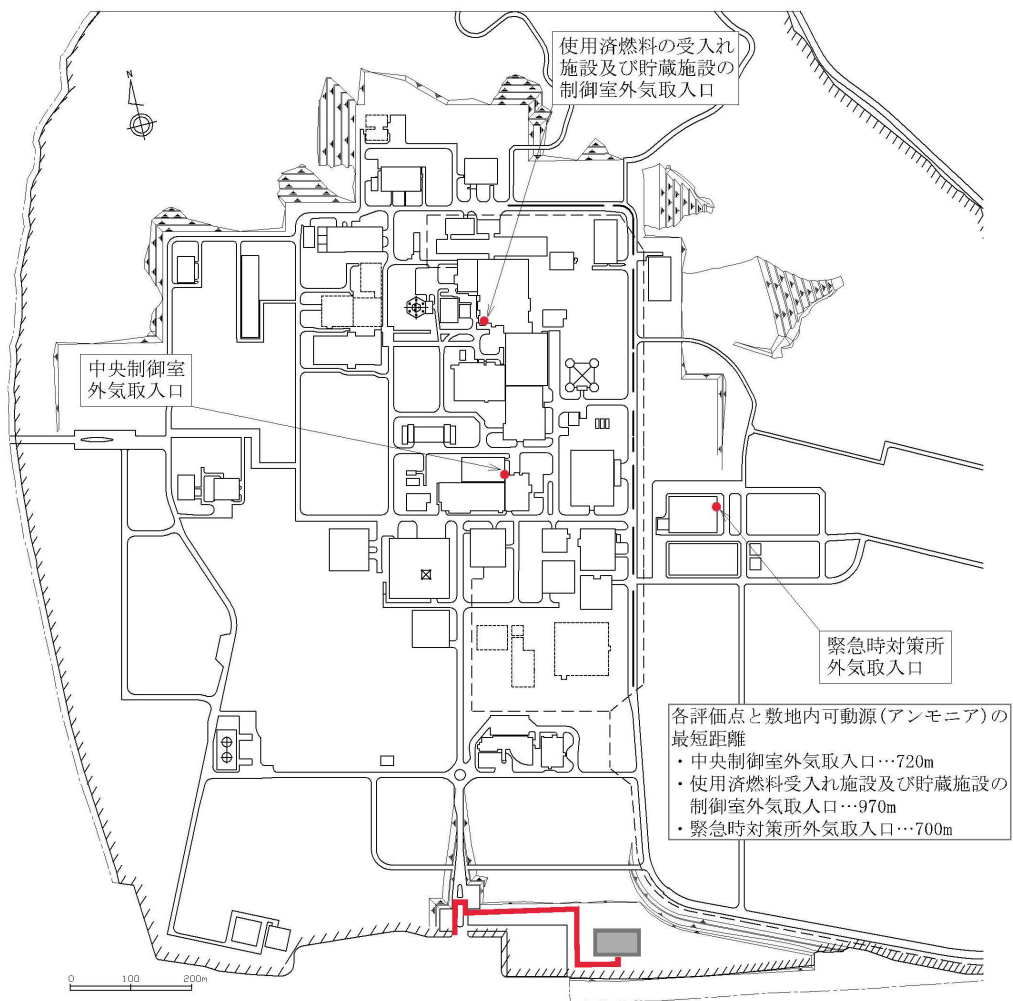 使用済燃料の受入れ
施設及び貯蔵施設の
制御室外気取入口
N
中央制御室
外気取入口
緊急時対策所
外気取入口
各評価点と敷地内可動源(アンモニア)の
最短距離
・中央制御室外気取入口…720m
・使用済燃料受入れ施設及び貯蔵施設の
制御室外気取入口…970m
・緊急時対策所外気取入口…700m
0 100 200m